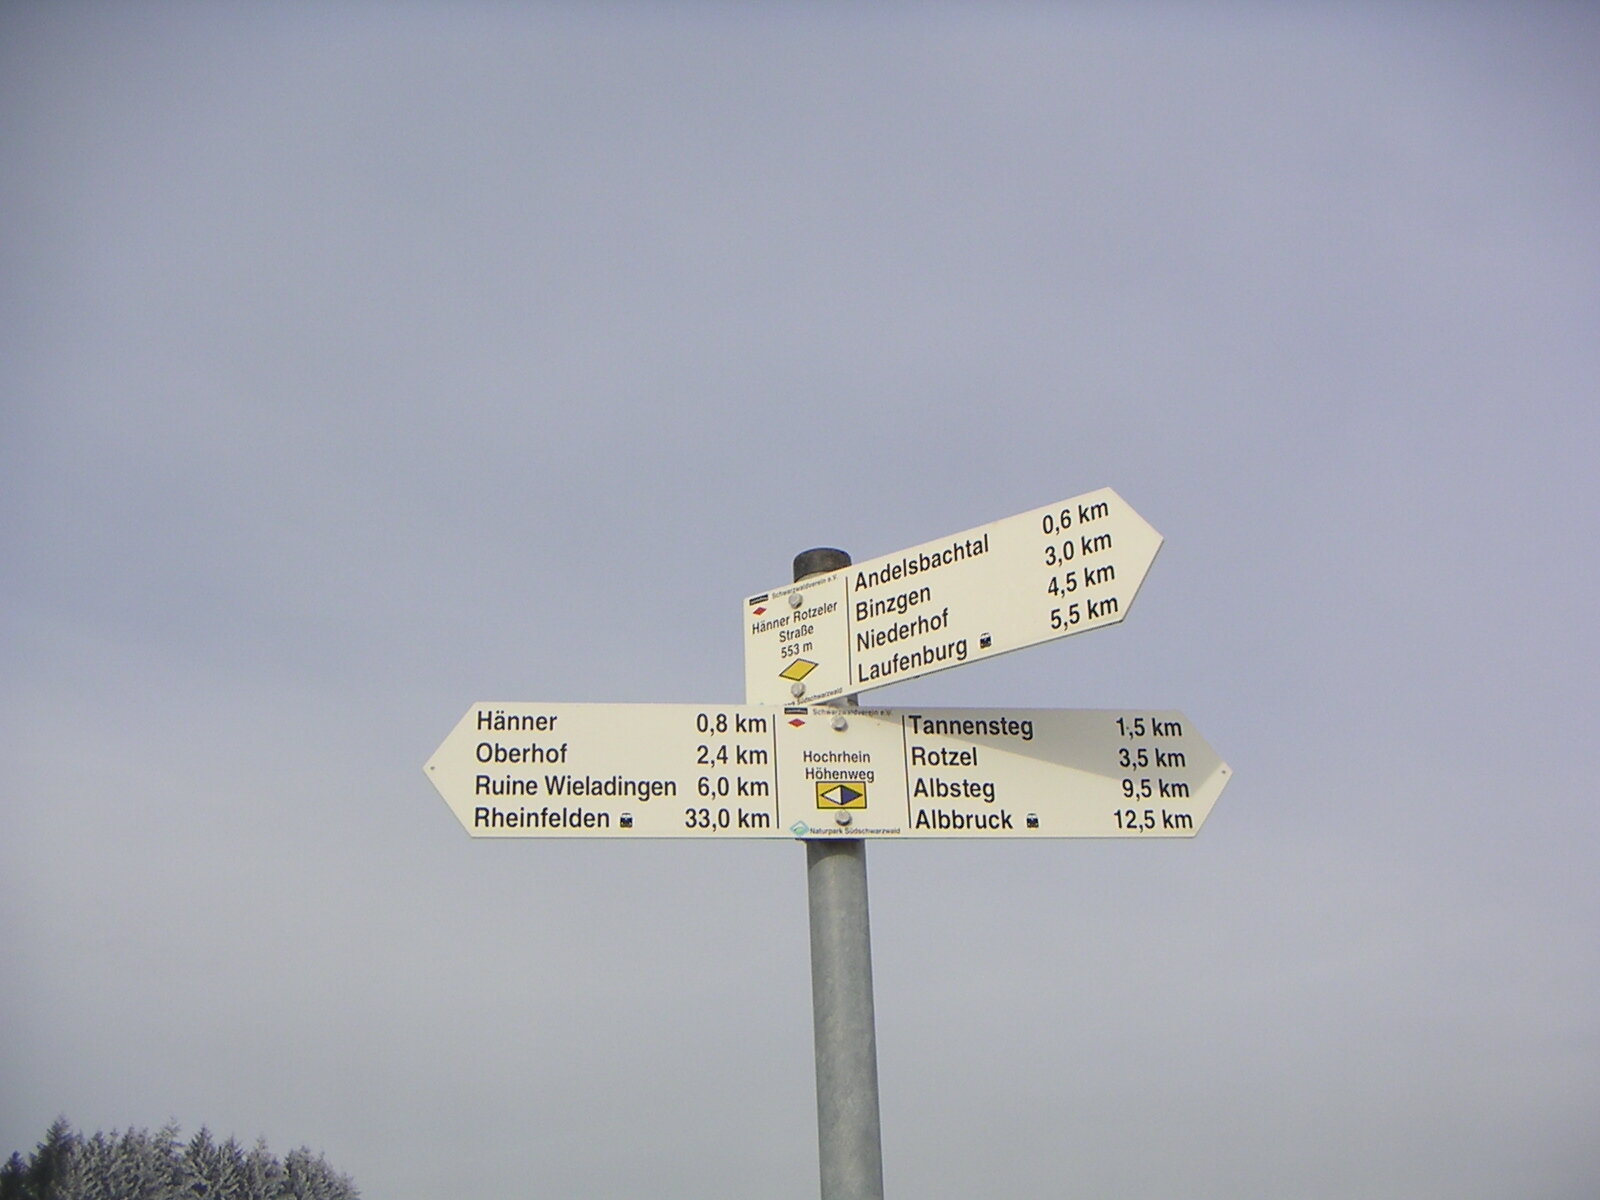 Schwarzwaldverein e.V.
Hänner Rotzeler
Straße
553 m
Südschwarzwald
Andelsbachtal 0,6 km
Binzgen 3,0 km
Niederhof 4,5 km
Laufenburg 5,5 km
Hänner 0,8 km
Oberhof 2,4 km
Ruine Wieladingen 6,0 km
Rheinfelden 33,0 km
Schwarzwaldverein e.V.
Hochrhein
Höhenweg
Naturpark Südschwarzwald
Tannensteg 1,5 km
Rotzel 3,5 km
Albsteg 9,5 km
Albbruck 12,5 km